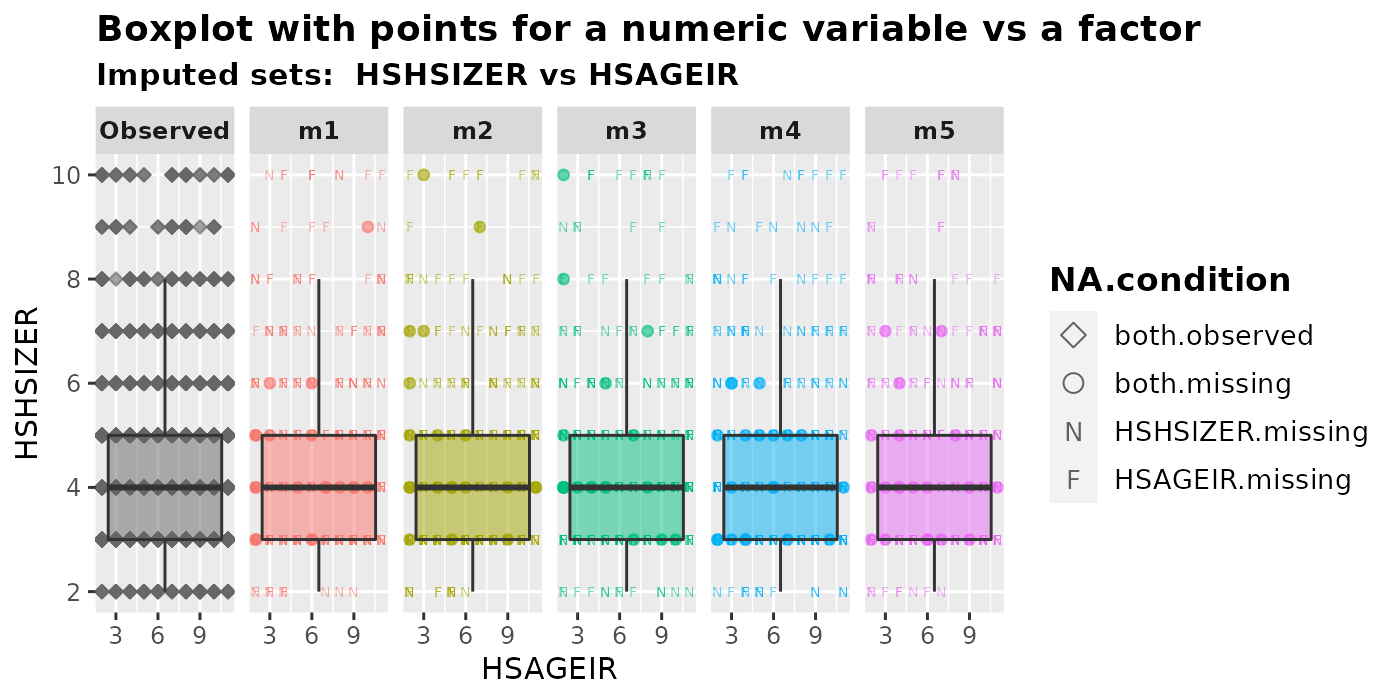 Boxplot with points for a numeric variable vs a factor
Imputed sets:  HSHSIZER vs HSAGEIR
Observed m1 m2 m3 m4 m5
10
8
6
4
2
HSHSIZER
3 6 9 3 6 9 3 6 9 3 6 9 3 6 9 3 6 9
HSAGEIR
NA.condition
both.observed
both.missing
N HSHSIZER.missing
F HSAGEIR.missing